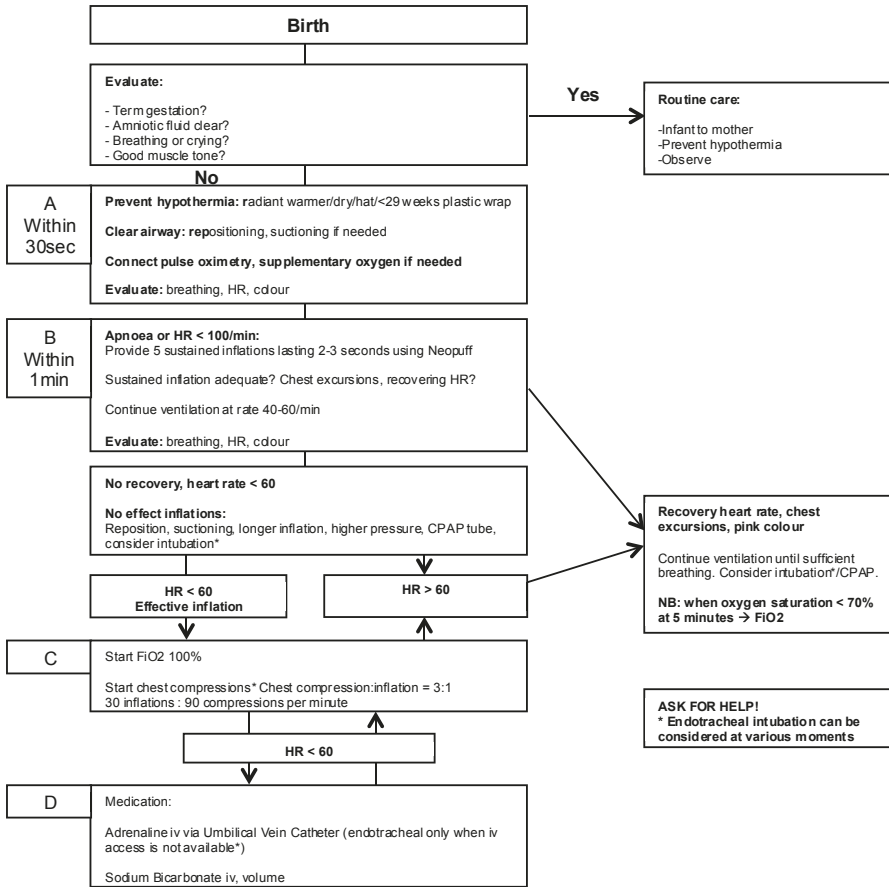 Birth
Evaluate:
- Term gestation?
- Amniotic fluid clear?
- Breathing or crying?
- Good muscle tone?
Yes
Routine care:
-Infant to mother
-Prevent hypothermia
-Observe
No
A
Within
30sec
Prevent hypothermia: radiant warmer/dry/hat/<29 weeks plastic wrap
Clear airway: repositioning, suctioning if needed
Connect pulse oximetry, supplementary oxygen if needed
Evaluate: breathing, HR, colour
B
Within
1min
Apnoea or HR < 100/min:
Provide 5 sustained inflations lasting 2-3 seconds using Neopuff
Sustained inflation adequate? Chest excursions, recovering HR?
Continue ventilation at rate 40-60/min
Evaluate: breathing, HR, colour
No recovery, heart rate < 60
No effect inflations:
Reposition, suctioning, longer inflation, higher pressure, CPAP tube,
consider intubation*
Recovery heart rate, chest
excursions, pink colour
Continue ventilation until sufficient
breathing. Consider intubation*/CPAP.
NB: when oxygen saturation < 70%
at 5 minutes → FiO2
HR < 60
Effective inflation
HR > 60
C
Start FiO2 100%
Start chest compressions* Chest compression:inflation = 3:1
30 inflations : 90 compressions per minute
ASK FOR HELP!
* Endotracheal intubation can be
considered at various moments
HR < 60
D
Medication:
Adrenaline iv via Umbilical Vein Catheter (endotracheal only when iv
access is not available*)
Sodium Bicarbonate iv, volume